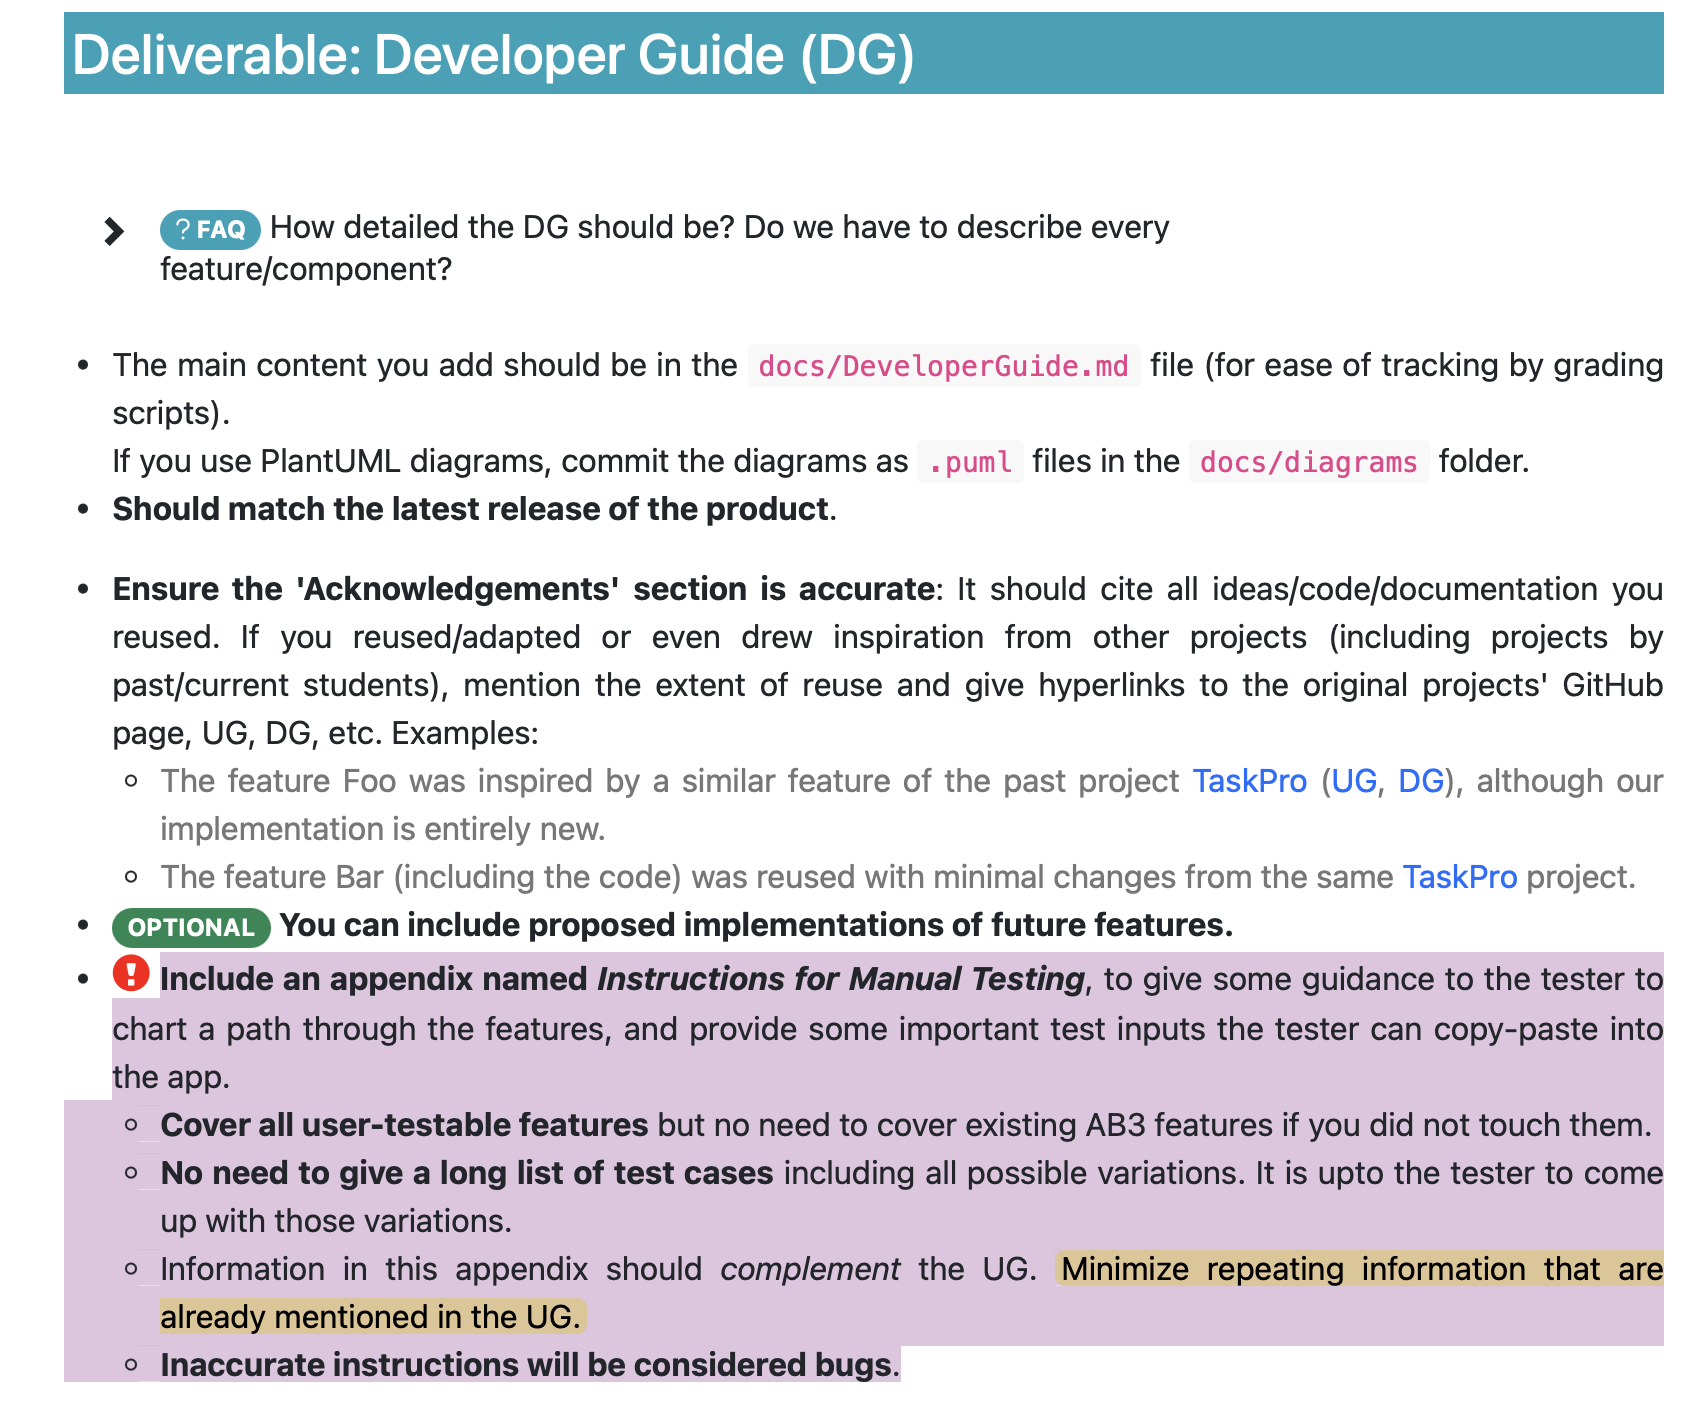 Deliverable: Developer Guide (DG)
? FAQ How detailed the DG should be? Do we have to describe every
feature/component?
The main content you add should be in the docs/DeveloperGuide.md file (for ease of tracking by grading
scripts).
If you use PlantUML diagrams, commit the diagrams as .puml files in the docs/diagrams folder.
Should match the latest release of the product.
Ensure the 'Acknowledgements' section is accurate: It should cite all ideas/code/documentation you
reused. If you reused/adapted or even drew inspiration from other projects (including projects by
past/current students), mention the extent of reuse and give hyperlinks to the original projects' GitHub
page, UG, DG, etc. Examples:
The feature Foo was inspired by a similar feature of the past project TaskPro (UG, DG), although our
implementation is entirely new.
The feature Bar (including the code) was reused with minimal changes from the same TaskPro project.
OPTIONAL You can include proposed implementations of future features.
! Include an appendix named Instructions for Manual Testing, to give some guidance to the tester to
chart a path through the features, and provide some important test inputs the tester can copy-paste into
the app.
Cover all user-testable features but no need to cover existing AB3 features if you did not touch them.
No need to give a long list of test cases including all possible variations. It is upto the tester to come
up with those variations.
Information in this appendix should complement the UG. Minimize repeating information that are
already mentioned in the UG.
Inaccurate instructions will be considered bugs.